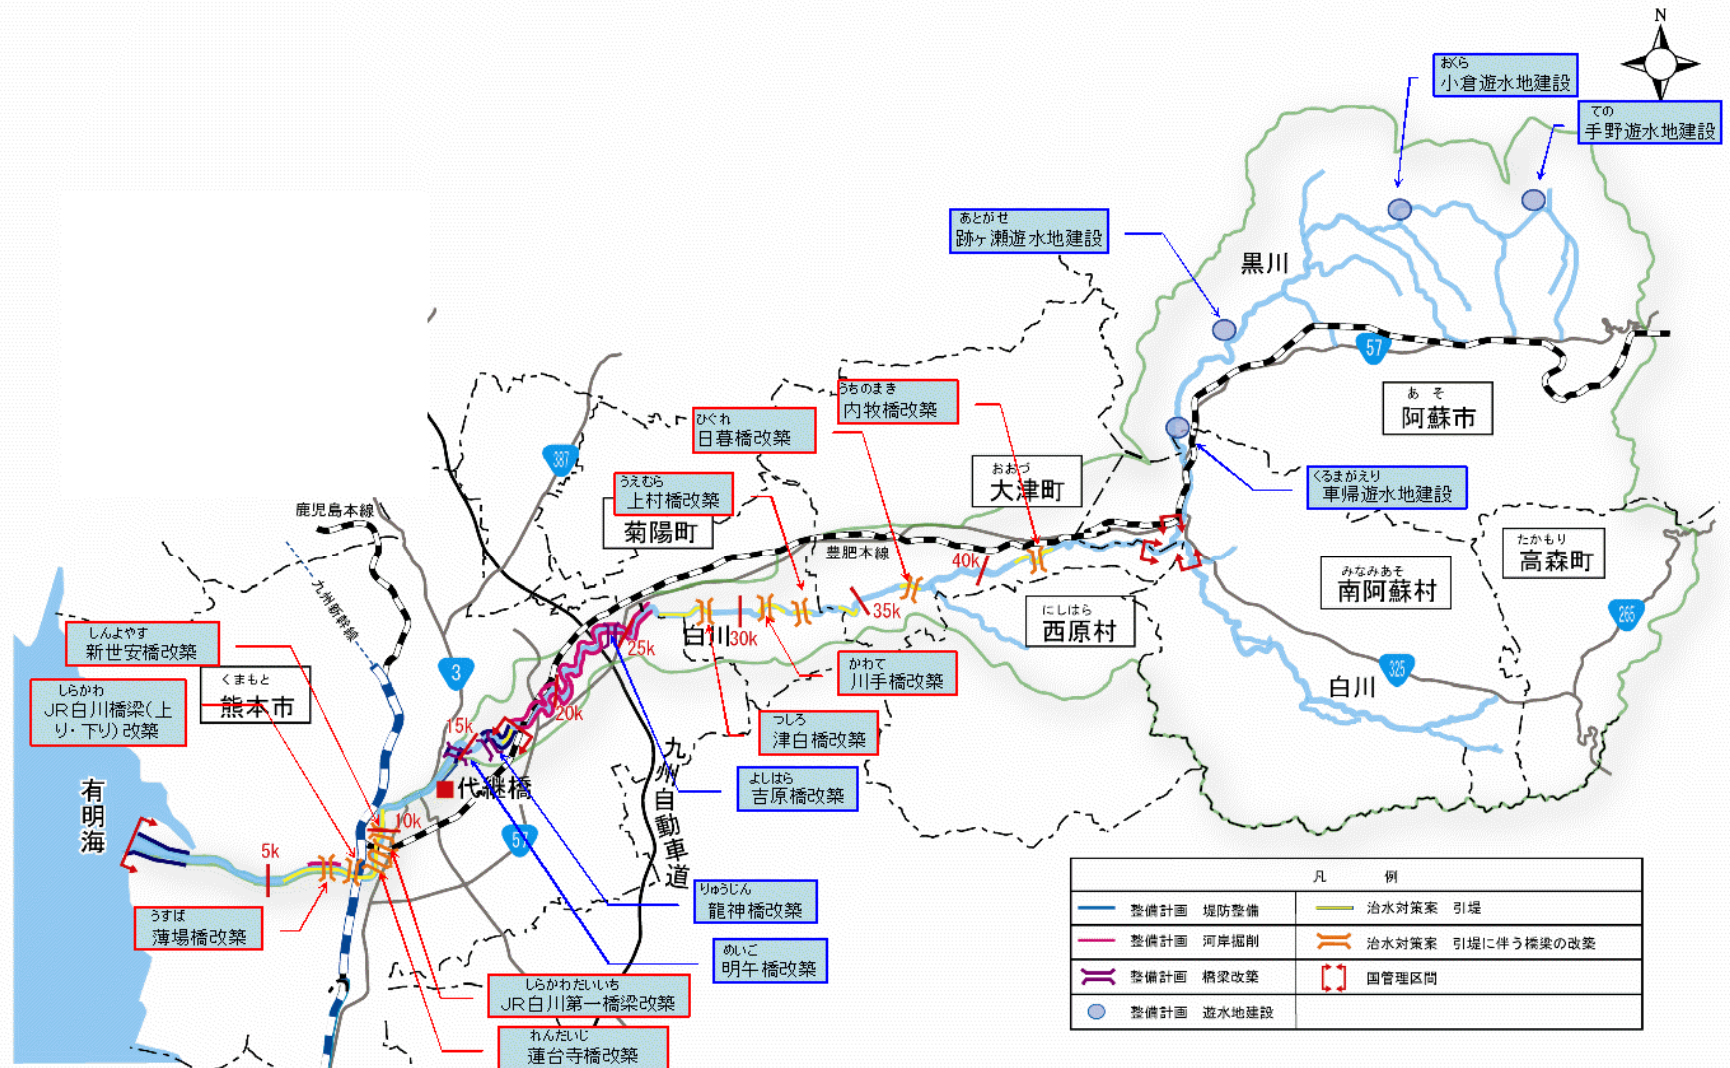 N
おくら
小倉遊水地建設
ての
手野遊水地建設
あとがせ
跡ヶ瀬遊水地建設
黒川
57
あ そ
阿蘇市
うちのまき
内牧橋改築
ひぐれ
日暮橋改築
387
うえむら
上村橋改築
おおづ
大津町
くるまがえり
車帰遊水地建設
鹿児島本線
菊陽町
豊肥本線
40k
たかもり
高森町
みなみあそ
南阿蘇村
九州新幹線
35k
にしはら
西原村
265
しんよやす
新世安橋改築
白川
30k
25k
3
かわて
川手橋改築
325
白川
くまもと
熊本市
しらかわ
JR白川橋梁(上
り・下り)改築
20k
15k
つしろ
津白橋改築
九州自動車道
よしはら
吉原橋改築
有明海
代継橋
10k
57
5k
凡 例
整備計画 堤防整備
治水対策案 引堤
整備計画 河岸掘削
治水対策案 引堤に伴う橋梁の改築
整備計画 橋梁改築
国管理区間
整備計画 遊水地建設
りゅうじん
龍神橋改築
うすば
薄場橋改築
めいご
明午橋改築
しらかわだいいち
JR白川第一橋梁改築
れんだいじ
蓮台寺橋改築